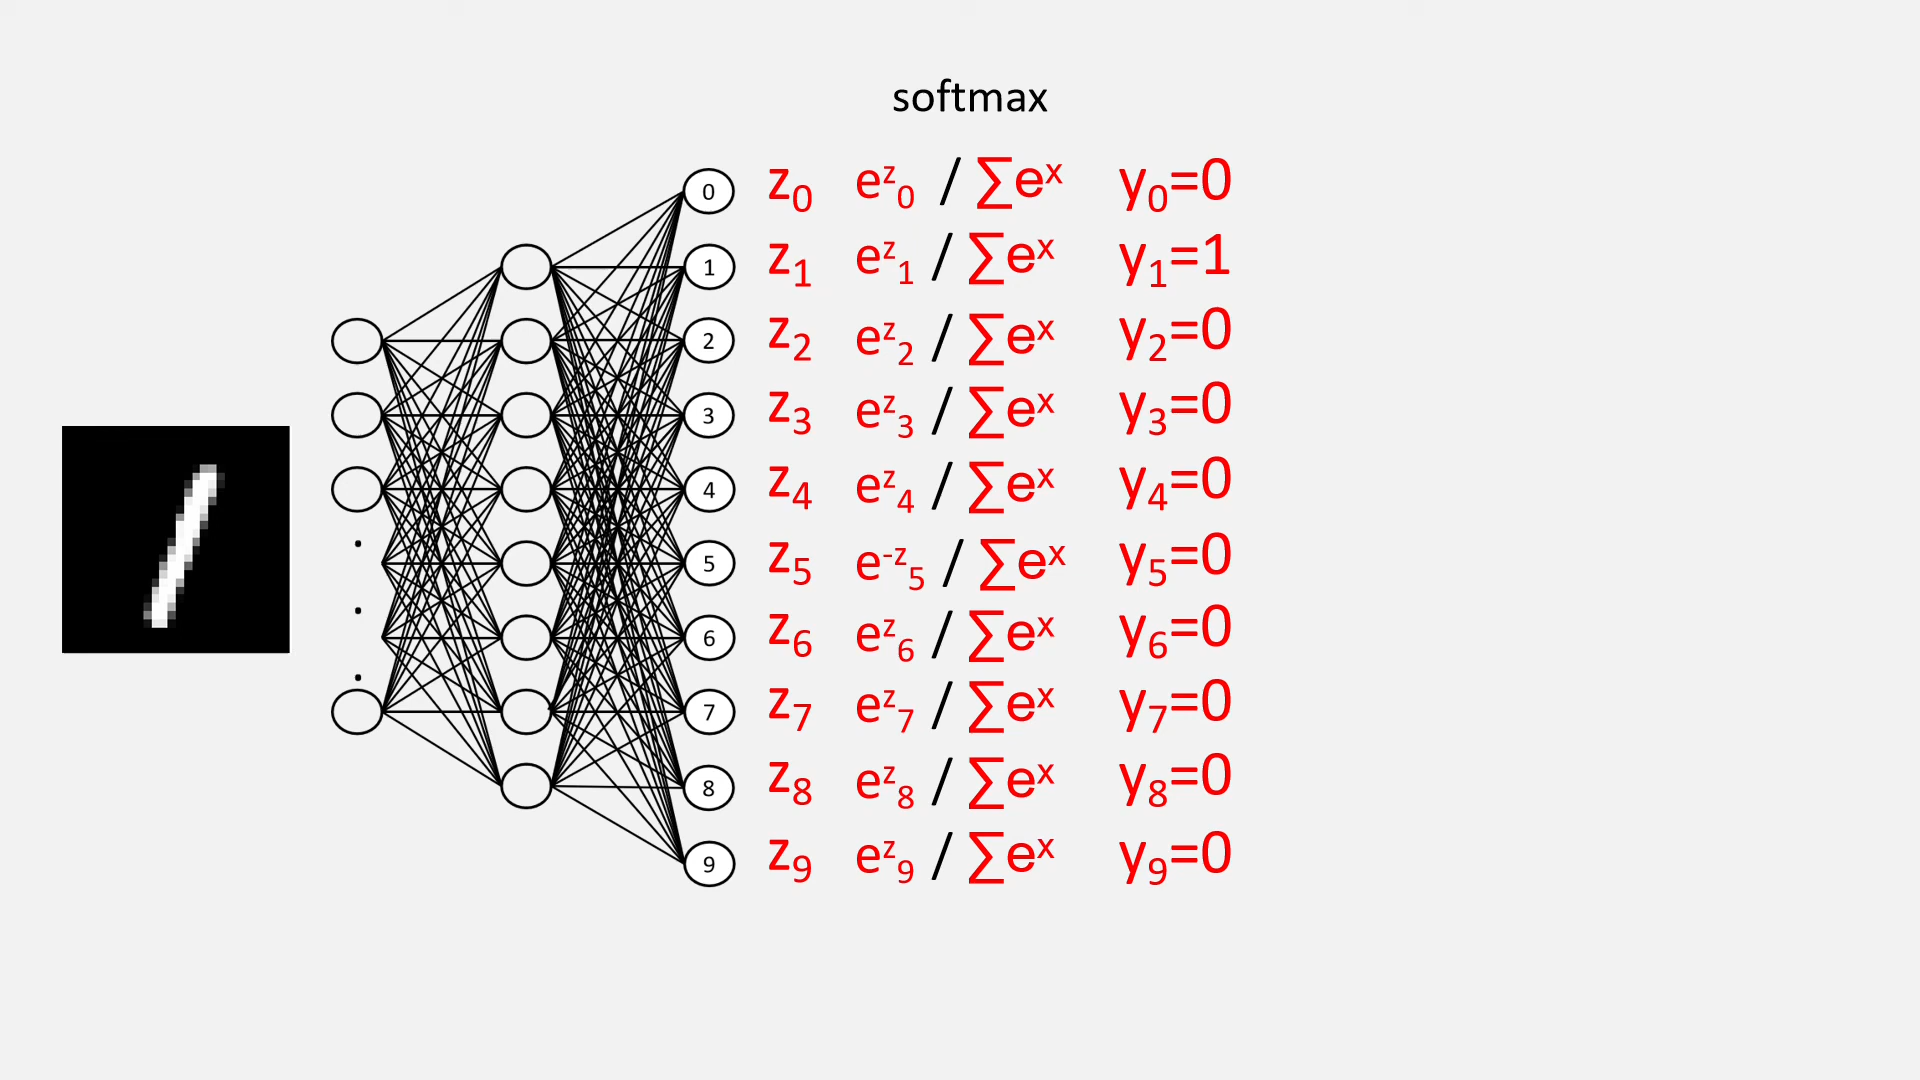 softmax
0 z₀ eᶻ₀ / ∑eˣ y₀=0
1 z₁ eᶻ₁ / ∑eˣ y₁=1
2 z₂ eᶻ₂ / ∑eˣ y₂=0
3 z₃ eᶻ₃ / ∑eˣ y₃=0
4 z₄ eᶻ₄ / ∑eˣ y₄=0
5 z₅ e⁻ᶻ₅ / ∑eˣ y₅=0
6 z₆ eᶻ₆ / ∑eˣ y₆=0
7 z₇ eᶻ₇ / ∑eˣ y₇=0
8 z₈ eᶻ₈ / ∑eˣ y₈=0
9 z₉ eᶻ₉ / ∑eˣ y₉=0